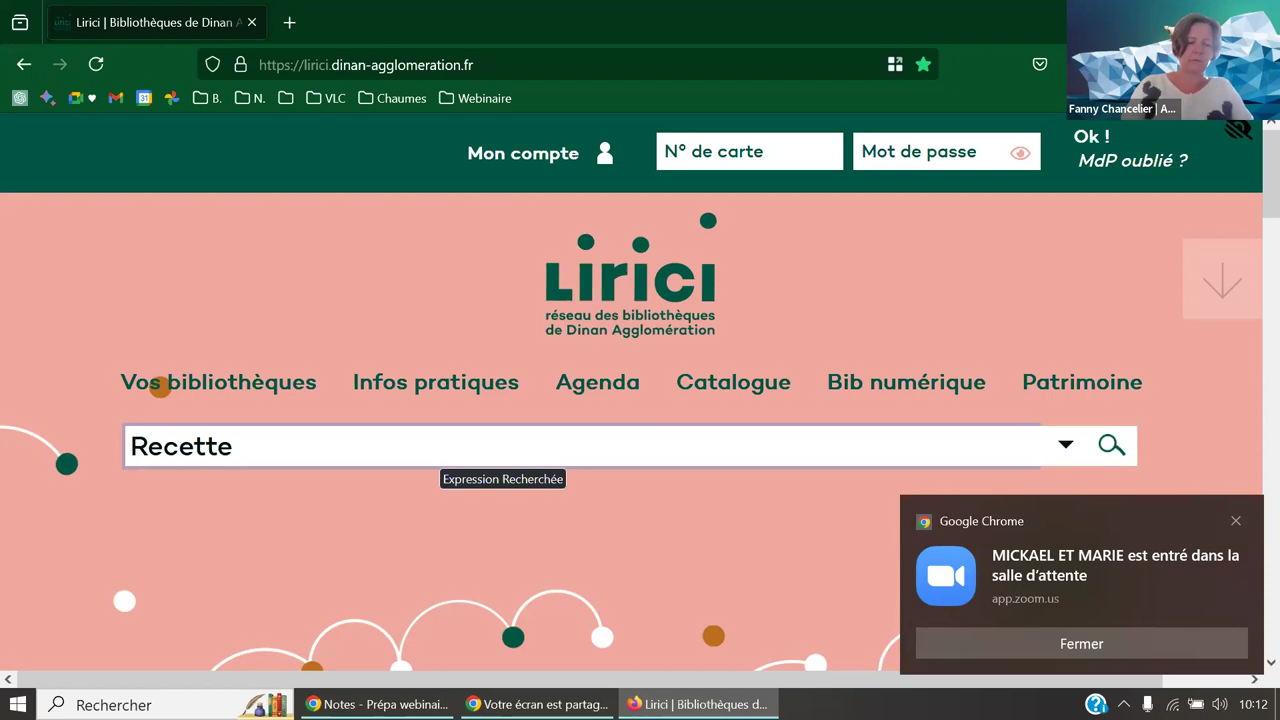 Lirici | Bibliothèques de Dinan A
https://lirici.dinan-agglomeration.fr
B.
N.
VLC
Chaumes
Webinaire
Fanny Chancelier | A...
Mon compte
N° de carte
Mot de passe
Ok !
MdP oublié ?
Lirici
réseau des bibliothèques
de Dinan Agglomération
Vos bibliothèques
Infos pratiques
Agenda
Catalogue
Bib numérique
Patrimoine
Recette
Expression Recherchée
Google Chrome
MICKAEL ET MARIE est entré dans la
salle d'attente
app.zoom.us
Fermer
Rechercher
Notes - Prépa webinai...
Votre écran est partag...
Lirici | Bibliothèques d...
10:12